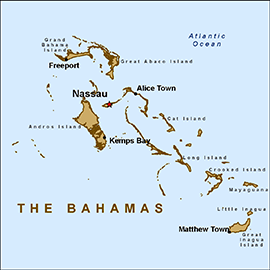 Atlantic
Ocean
Grand
Bahama
Island
Freeport
Great Abaco Island
Nassau
Alice Town
Andros Island
Cat Island
Kemps Bay
Long Island
Crooked Island
Mayaguana
THE BAHAMAS
Little Inagua
Matthew Town
Great
Inagua
Island